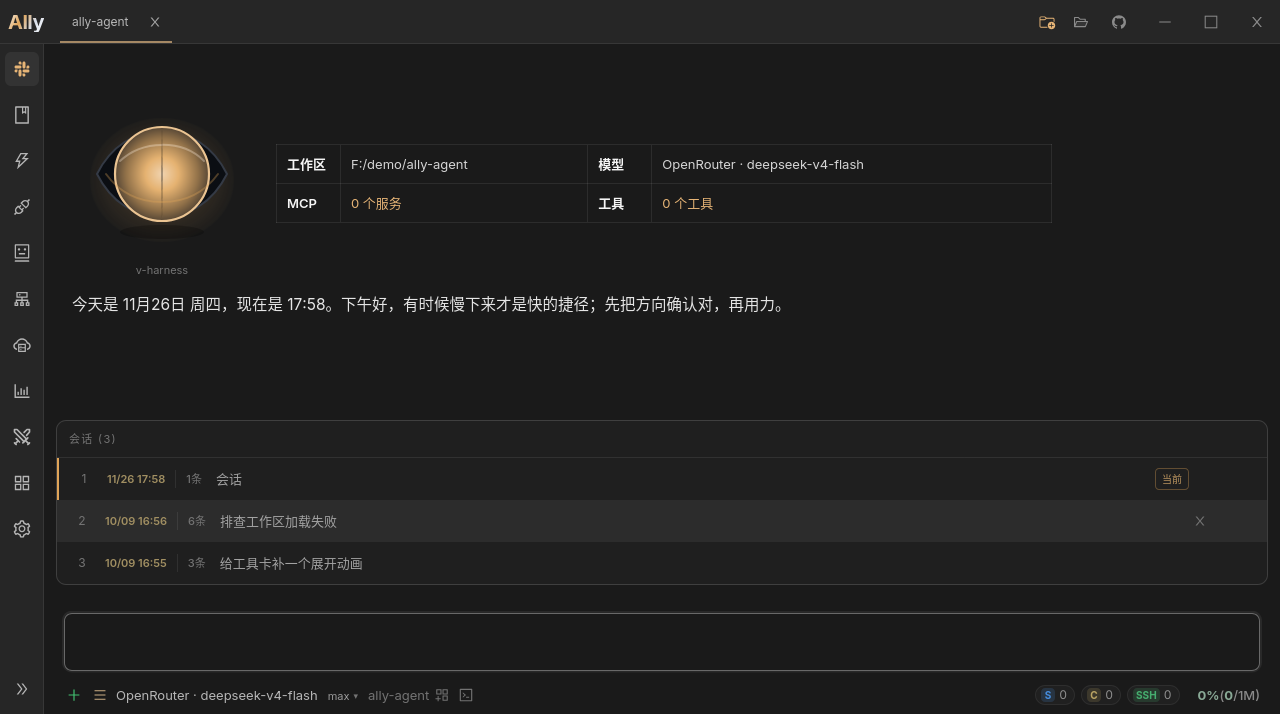 Ally ally-agent
工作区 F:/demo/ally-agent 模型 OpenRouter · deepseek-v4-flash
MCP 0 个服务 工具 0 个工具
v-harness
今天是 11月26日 周四，现在是 17:58。下午好，有时候慢下来才是快的捷径；先把方向确认对，再用力。
会话 (3)
1 11/26 17:58 1条 会话 当前
2 10/09 16:56 6条 排查工作区加载失败
3 10/09 16:55 3条 给工具卡补一个展开动画
OpenRouter · deepseek-v4-flash max ally-agent S 0 C 0 SSH 0 0%(0/1M)